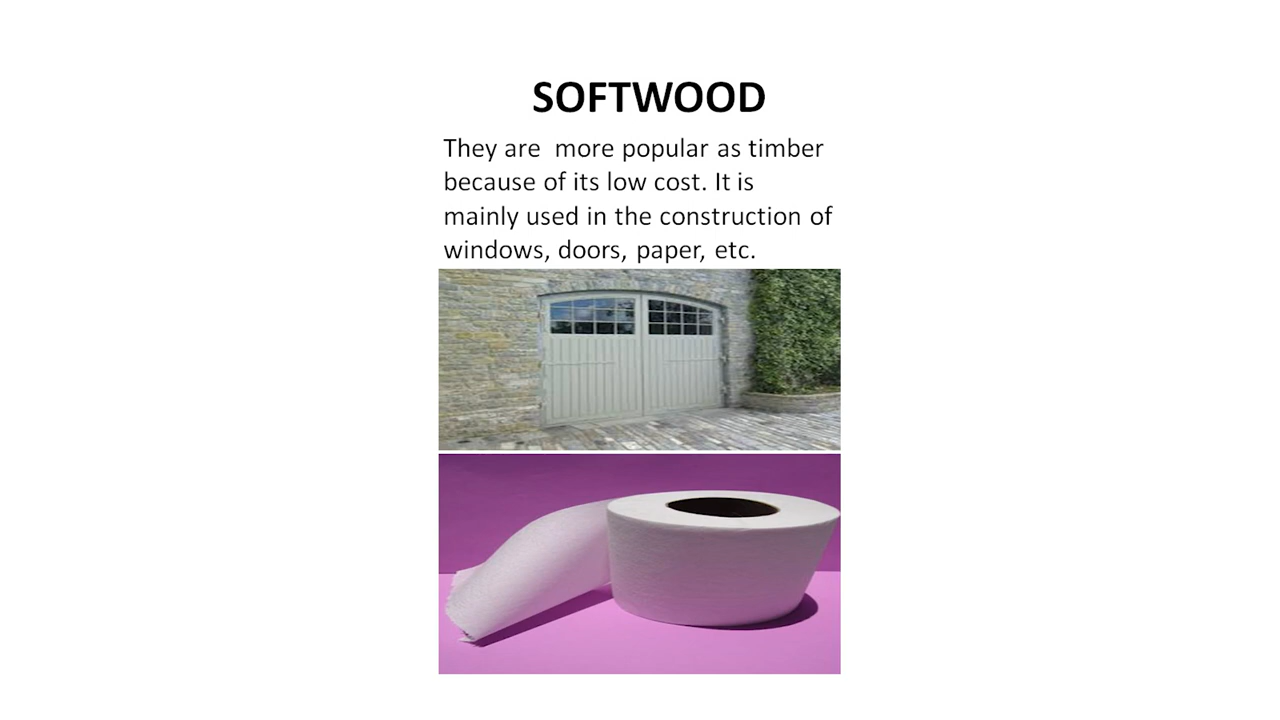 SOFTWOOD
They are  more popular as timber
because of its low cost. It is
mainly used in the construction of
windows, doors, paper, etc.